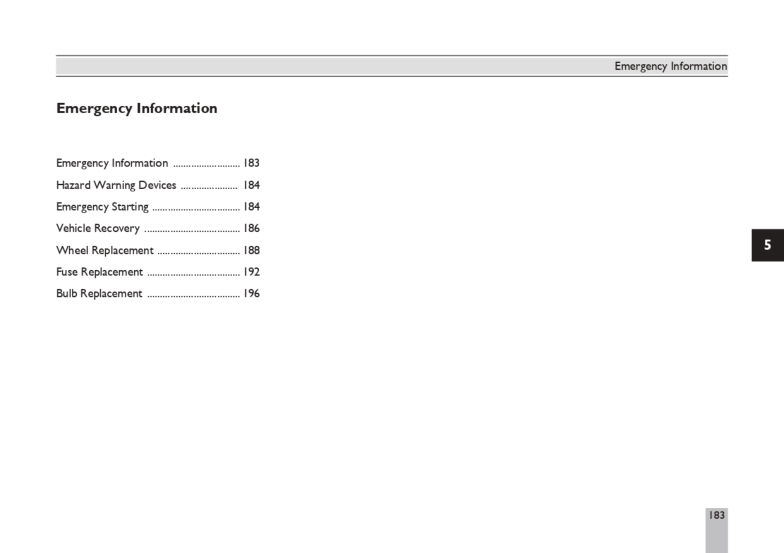 Emergency Information
Emergency Information
Emergency Information ......................... 183
Hazard Warning Devices ...................... 184
Emergency Starting .................................. 184
Vehicle Recovery ..................................... 186
Wheel Replacement ................................ 188
Fuse Replacement .................................... 192
Bulb Replacement .................................... 196
5
183